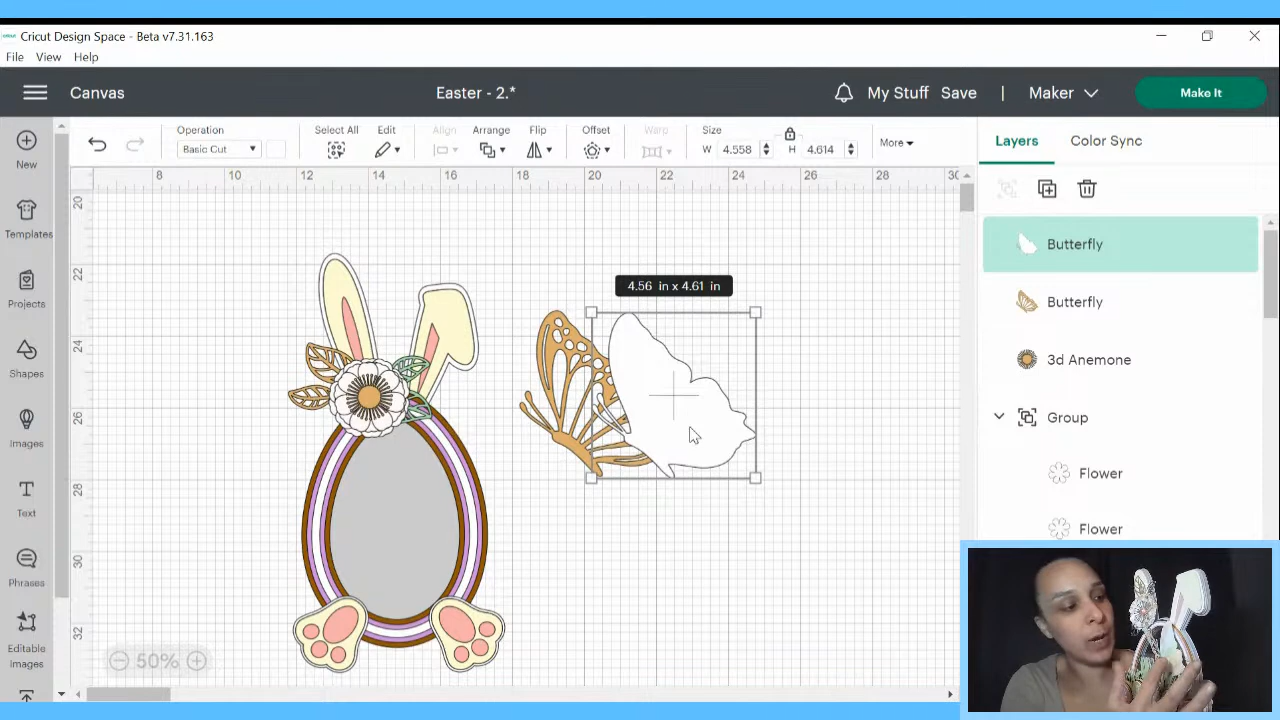 cricut Cricut Design Space - Beta v7.31.163
File View Help
Canvas Easter - 2.* My Stuff Save | Maker Make It
New
Templates
Projects
Shapes
Images
Text
Phrases
Editable
Images
Operation
Basic Cut
Select All Edit Align Arrange Flip Offset Warp
Size
W 4.558 H 4.614
More
8 10 12 14 16 18 20 22 24 26 28 30
20
22
24
26
28
30
32
4.56 in x 4.61 in
50%
Layers Color Sync
Butterfly
Butterfly
3d Anemone
Group
Flower
Flower